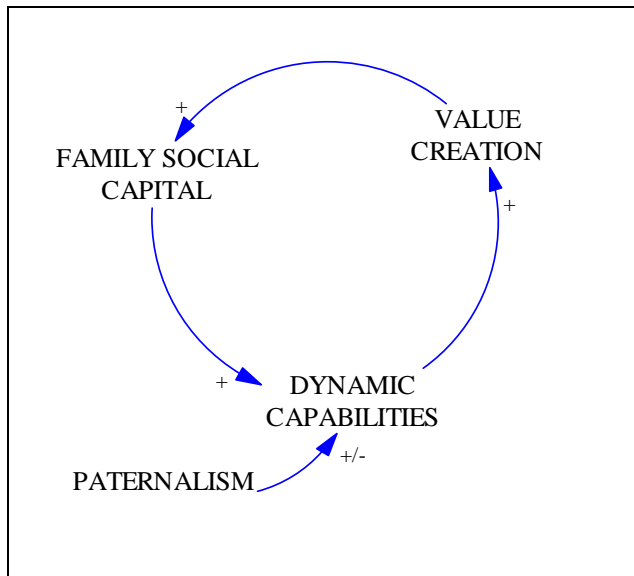 +
VALUE
CREATION
FAMILY SOCIAL
CAPITAL
+
+
DYNAMIC
CAPABILITIES
+/-
PATERNALISM